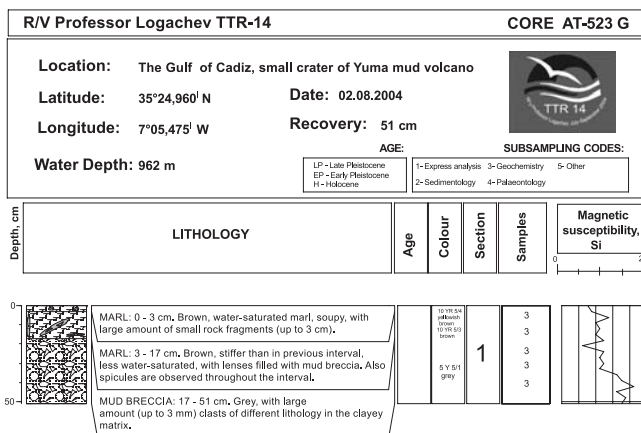 R/V Professor Logachev TTR-14
CORE AT-523 G
Location: The Gulf of Cadiz, small crater of Yuma mud volcano
Latitude: 35°24,960ˡ N
Date: 02.08.2004
Longitude: 7°05,475ˡ W
Recovery: 51 cm
Water Depth: 962 m
TTR 14
AGE:
LP - Late Pleistocene
EP - Early Pleistocene
H - Holocene
SUBSAMPLING CODES:
1- Express analysis 3- Geochemistry 5- Other
2- Sedimentology 4- Palaeontology
Depth, cm
LITHOLOGY
Age
Colour
Section
Samples
Magnetic
susceptibility,
Si
0 2
0
50
MARL: 0 - 3 cm. Brown, water-saturated marl, soupy, with
large amount of small rock fragments (up to 3 cm).
MARL: 3 - 17 cm. Brown, stiffer than in previous interval,
less water-saturated, with lenses filled with mud breccia. Also
spicules are observed throughout the interval.
MUD BRECCIA: 17 - 51 cm. Grey, with large
amount (up to 3 mm) clasts of different lithology in the clayey
matrix.
10 YR 5/4
yellowish
brown
10 YR 5/3
brown
5 Y 5/1
grey
1
3
3
3
3
3